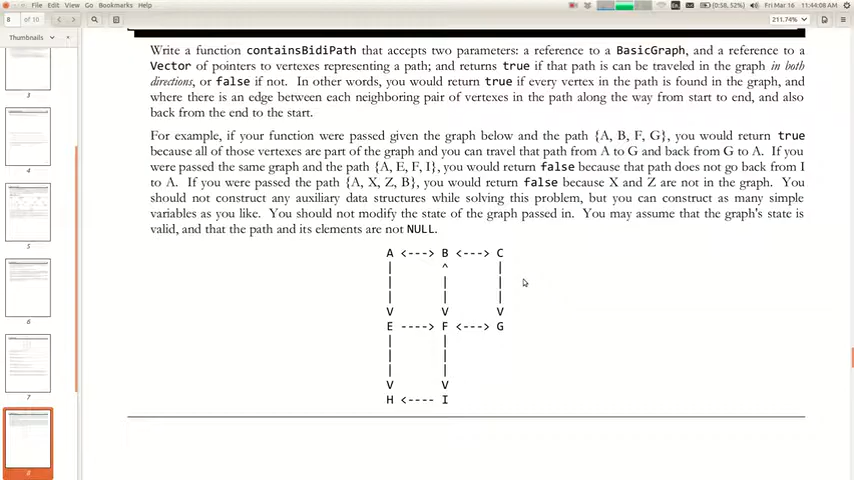 File Edit View Go Bookmarks Help
(0:58, 52%)
Fri Mar 16
11:44:08 AM
8 of 10
211.74%
Thumbnails
3
4
5
6
7
8
Write a function containsBidiPath that accepts two parameters: a reference to a BasicGraph, and a reference to a
Vector of pointers to vertexes representing a path; and returns true if that path is can be traveled in the graph in both
directions, or false if not. In other words, you would return true if every vertex in the path is found in the graph, and
where there is an edge between each neighboring pair of vertexes in the path along the way from start to end, and also
back from the end to the start.
For example, if your function were passed given the graph below and the path {A, B, F, G}, you would return true
because all of those vertexes are part of the graph and you can travel that path from A to G and back from G to A. If you
were passed the same graph and the path {A, E, F, I}, you would return false because that path does not go back from I
to A. If you were passed the path {A, X, Z, B}, you would return false because X and Z are not in the graph. You
should not construct any auxiliary data structures while solving this problem, but you can construct as many simple
variables as you like. You should not modify the state of the graph passed in. You may assume that the graph's state is
valid, and that the path and its elements are not NULL.
A <---> B <---> C
| ^ |
| | |
| | |
V V V
E ----> F <---> G
| |
| |
| |
V V
H <---- I